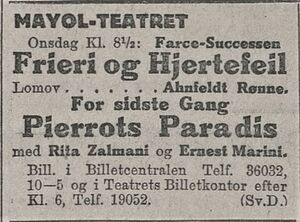 MAYOL-TEATRET
Onsdag Kl. 8½: Farce-Successen
Frieri og Hjertefeil
Lomov . . . . . . . Ahnfeldt Rønne.
For sidste Gang
Pierrots Paradis
med Rita Zalmani og Ernest Marini.
Bill. i Billetcentralen Telf. 36032,
10—5 og i Teatrets Billetkontor efter
Kl. 6, Telf. 19052. (Sv.D.)